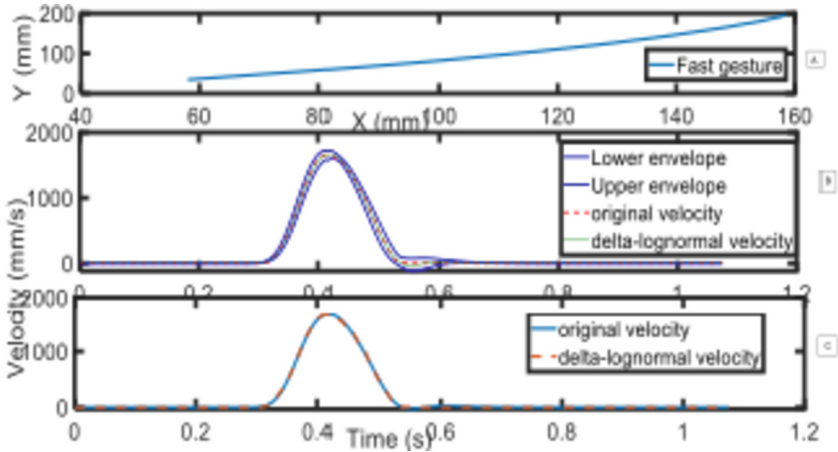 200
100
0
Y (mm)
Fast gesture
A
40 60 80 100 120 140 160
X (mm)
2000
1000
0
Lower envelope
Upper envelope
original velocity
delta-lognormal velocity
B
0 0.2 0.4 0.6 0.8 1 1.2
Velocity (mm/s)
2000
1000
0
original velocity
delta-lognormal velocity
C
0 0.2 0.4 0.6 0.8 1 1.2
Time (s)